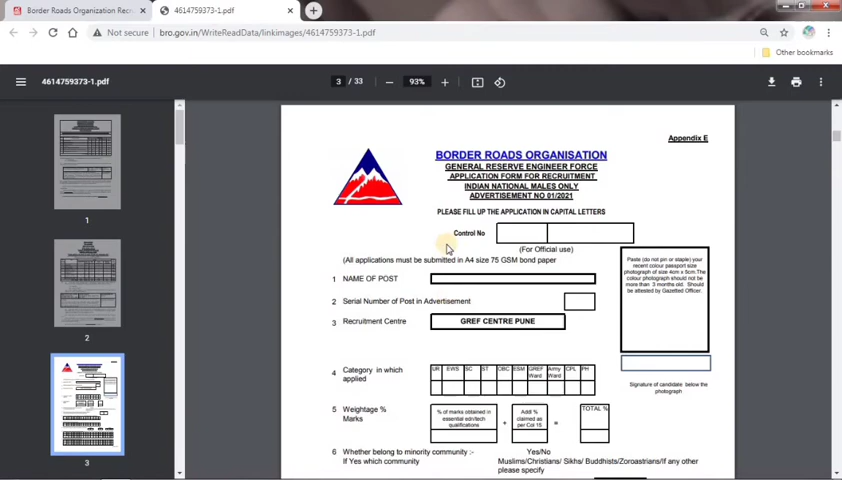 Border Roads Organization Recr
4614759373-1.pdf
Not secure
bro.gov.in/WriteReadData/linkimages/4614759373-1.pdf
Other bookmarks
4614759373-1.pdf
3 / 33
93%
1
2
3
Appendix E
BORDER ROADS ORGANISATION
GENERAL RESERVE ENGINEER FORCE
APPLICATION FORM FOR RECRUITMENT
INDIAN NATIONAL MALES ONLY
ADVERTISEMENT NO 01/2021
PLEASE FILL UP THE APPLICATION IN CAPITAL LETTERS
Control No
(For Official use)
(All applications must be submitted in A4 size 75 GSM bond paper
Paste (do not pin or staple) your
recent colour passport size
photograph of size 4cm x 5cm.The
colour photograph should not be
more than 3 months old. Should
be attested by Gazetted Officer.
1 NAME OF POST
2 Serial Number of Post in Advertisement
3 Recruitment Centre
GREF CENTRE PUNE
Signature of candidate below the
photograph
4 Category in which
applied
UR EWS SC ST OBC ESM GREF Ward Army Ward CPL PH
5 Weightage %
Marks
% of marks obtained in
essential edn/tech
qualifications
+
Addl %
claimed as
per Col 15
=
TOTAL %
6 Whether belong to minority community :- Yes/No
If Yes which community Muslims/Christians/ Sikhs/ Buddhists/Zoroastrians/If any other
please specify